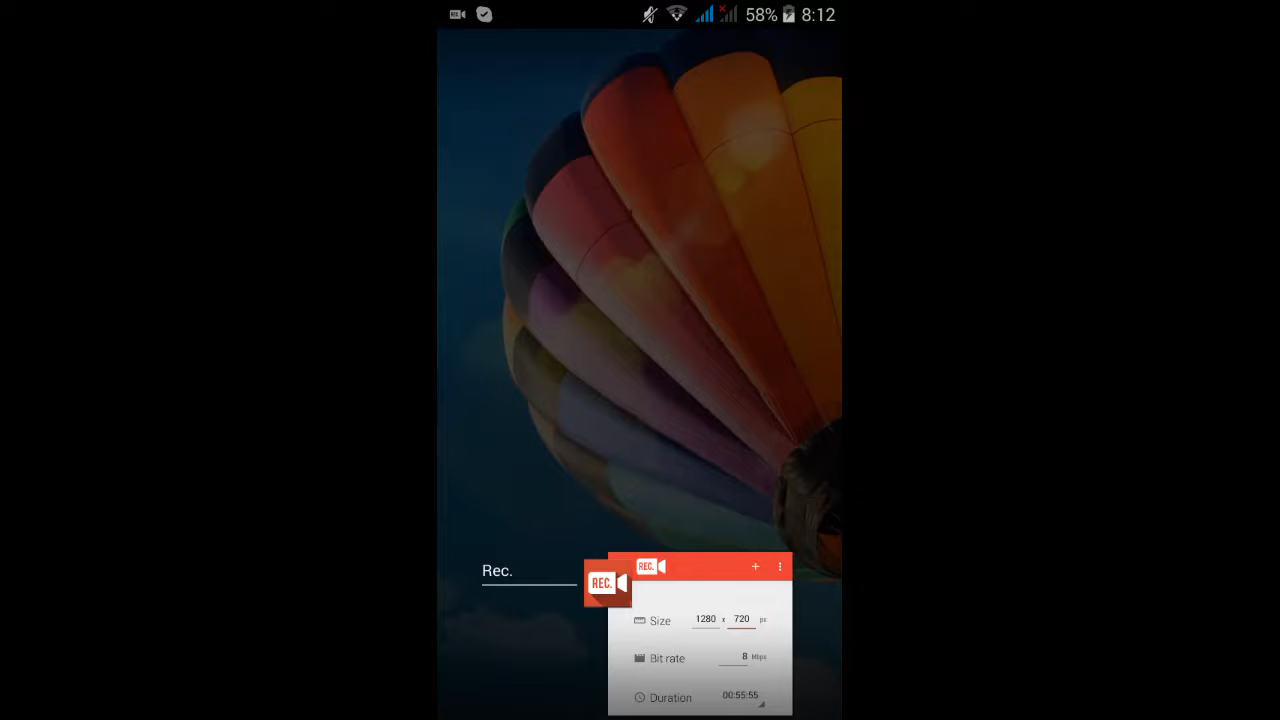 58% 8:12
Rec.
REC.
REC.
Size 1280 x 720 px
Bit rate 8 Mbps
Duration 00:55:55